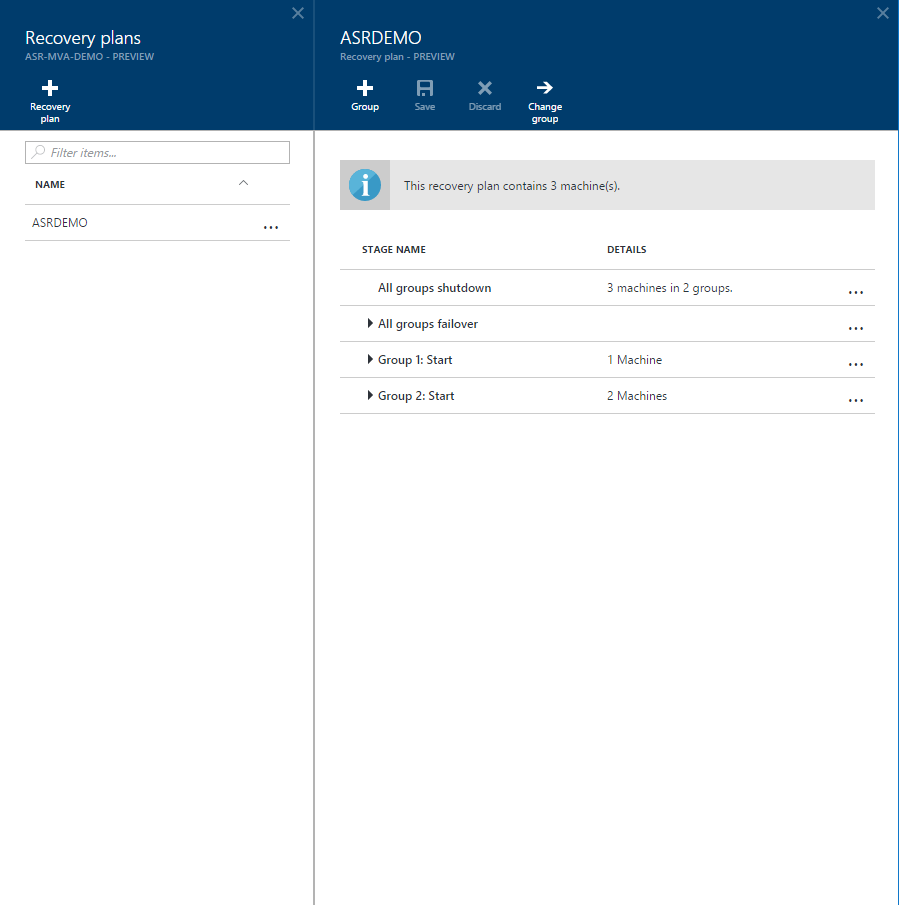 Recovery plans
ASR-MVA-DEMO - PREVIEW
Recovery
plan
Filter items...
NAME
ASRDEMO
...
ASRDEMO
Recovery plan - PREVIEW
Group
Save
Discard
Change
group
This recovery plan contains 3 machine(s).
STAGE NAME DETAILS
All groups shutdown 3 machines in 2 groups. ...
All groups failover ...
Group 1: Start 1 Machine ...
Group 2: Start 2 Machines ...